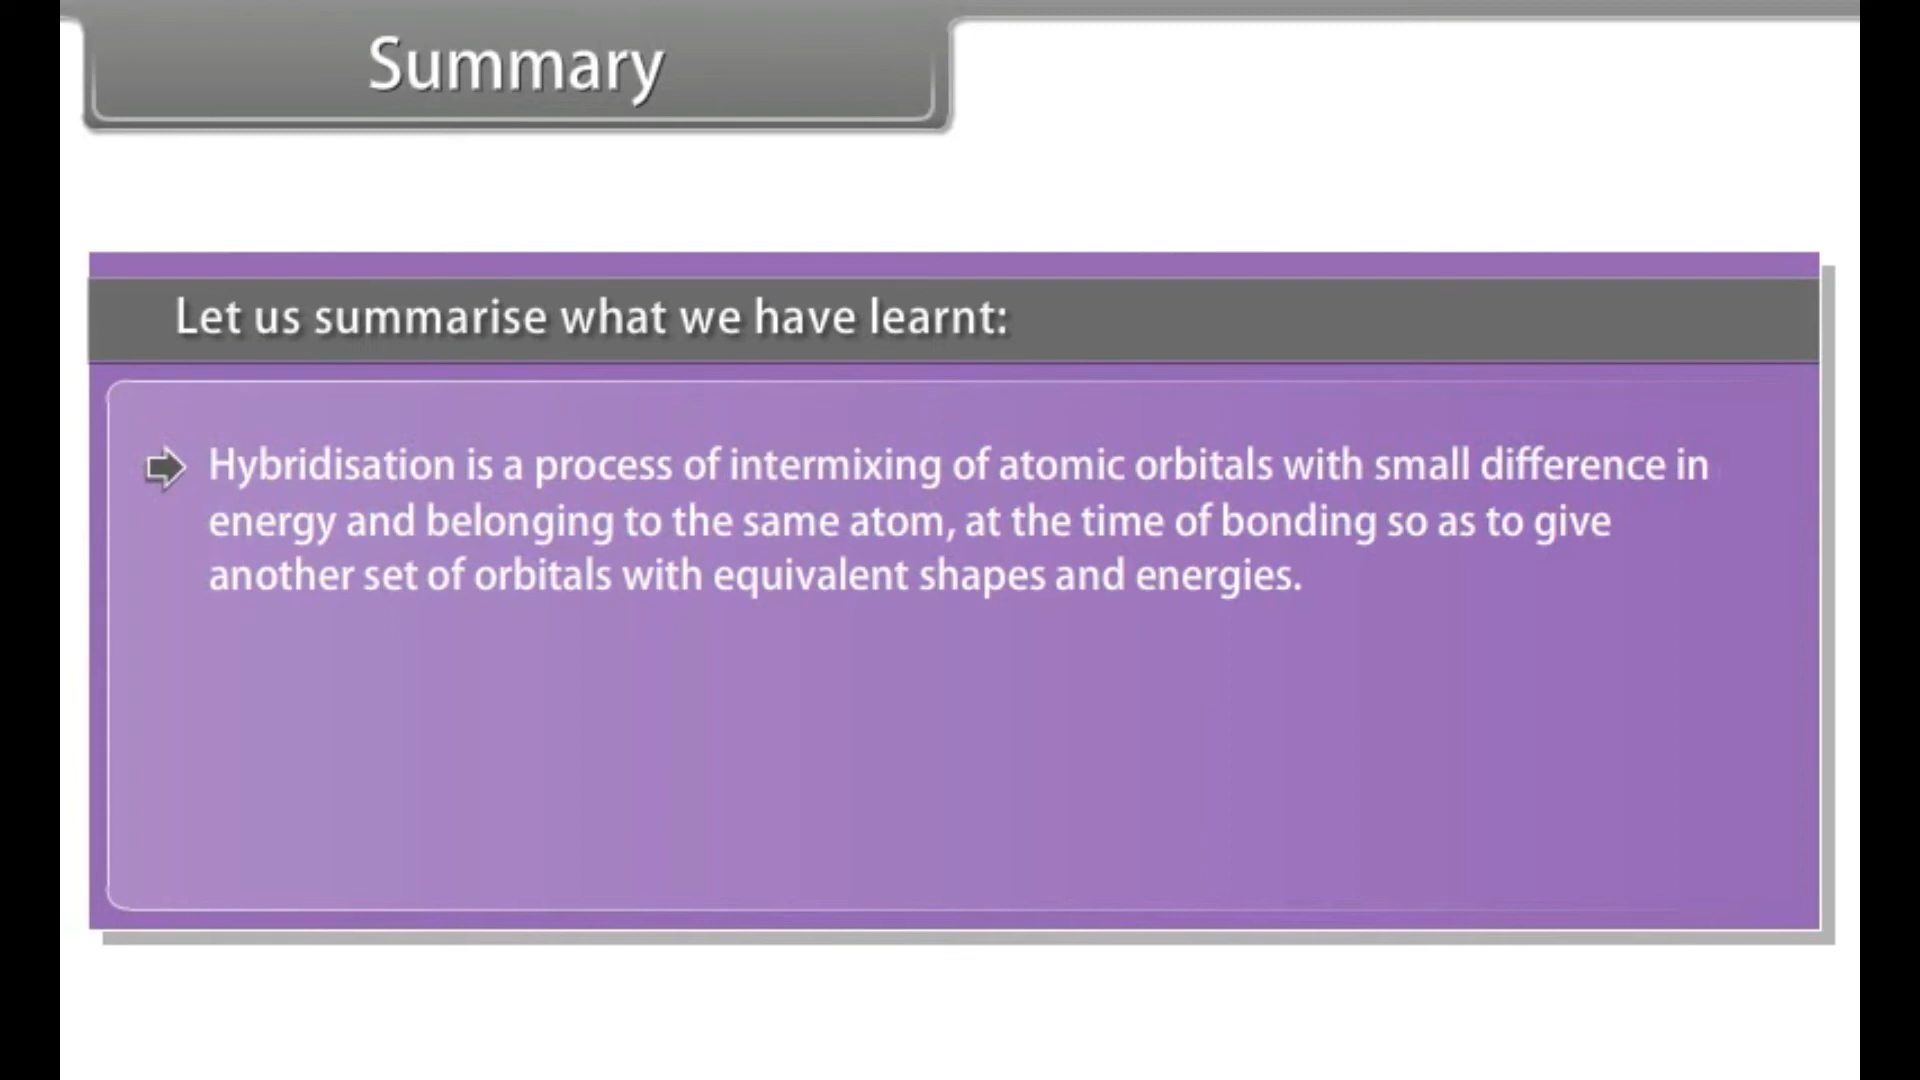 Summary
Let us summarise what we have learnt:
Hybridisation is a process of intermixing of atomic orbitals with small difference in
energy and belonging to the same atom, at the time of bonding so as to give
another set of orbitals with equivalent shapes and energies.